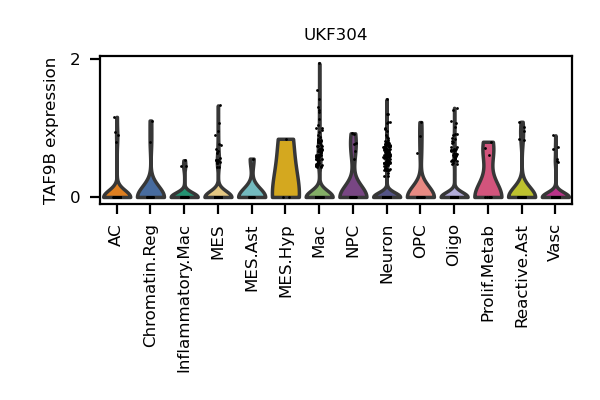 UKF304
TAF9B expression
2
0
AC
Chromatin.Reg
Inflammatory.Mac
MES
MES.Ast
MES.Hyp
Mac
NPC
Neuron
OPC
Oligo
Prolif.Metab
Reactive.Ast
Vasc